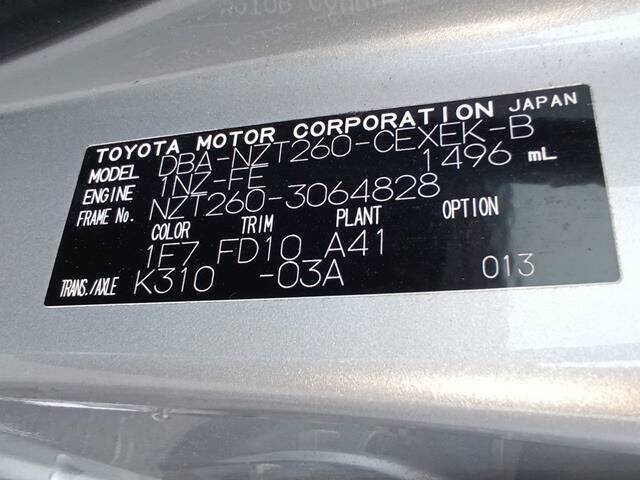 TOYOTA MOTOR CORPORATION JAPAN
MODEL DBA-NZT260-CEXEK-B
ENGINE 1NZ-FE 1496 mL
FRAME No. NZT260-3064828
COLOR TRIM PLANT OPTION
1E7 FD10 A41
TRANS./AXLE K310 -03A 013